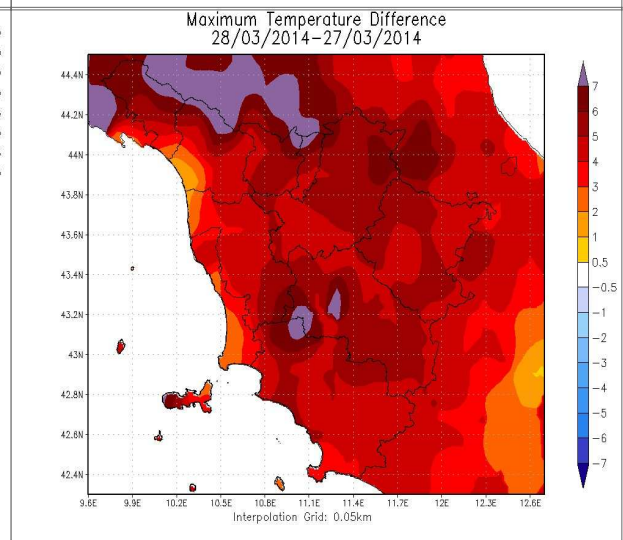 Maximum Temperature Difference
28/03/2014-27/03/2014
44.4N
44.2N
44N
43.8N
43.6N
43.4N
43.2N
43N
42.8N
42.6N
42.4N
9.6E 9.9E 10.2E 10.5E 10.8E 11.1E 11.4E 11.7E 12E 12.3E 12.6E
Interpolation Grid: 0.05km
7
6
5
4
3
2
1
0.5
-0.5
-1
-2
-3
-4
-5
-6
-7